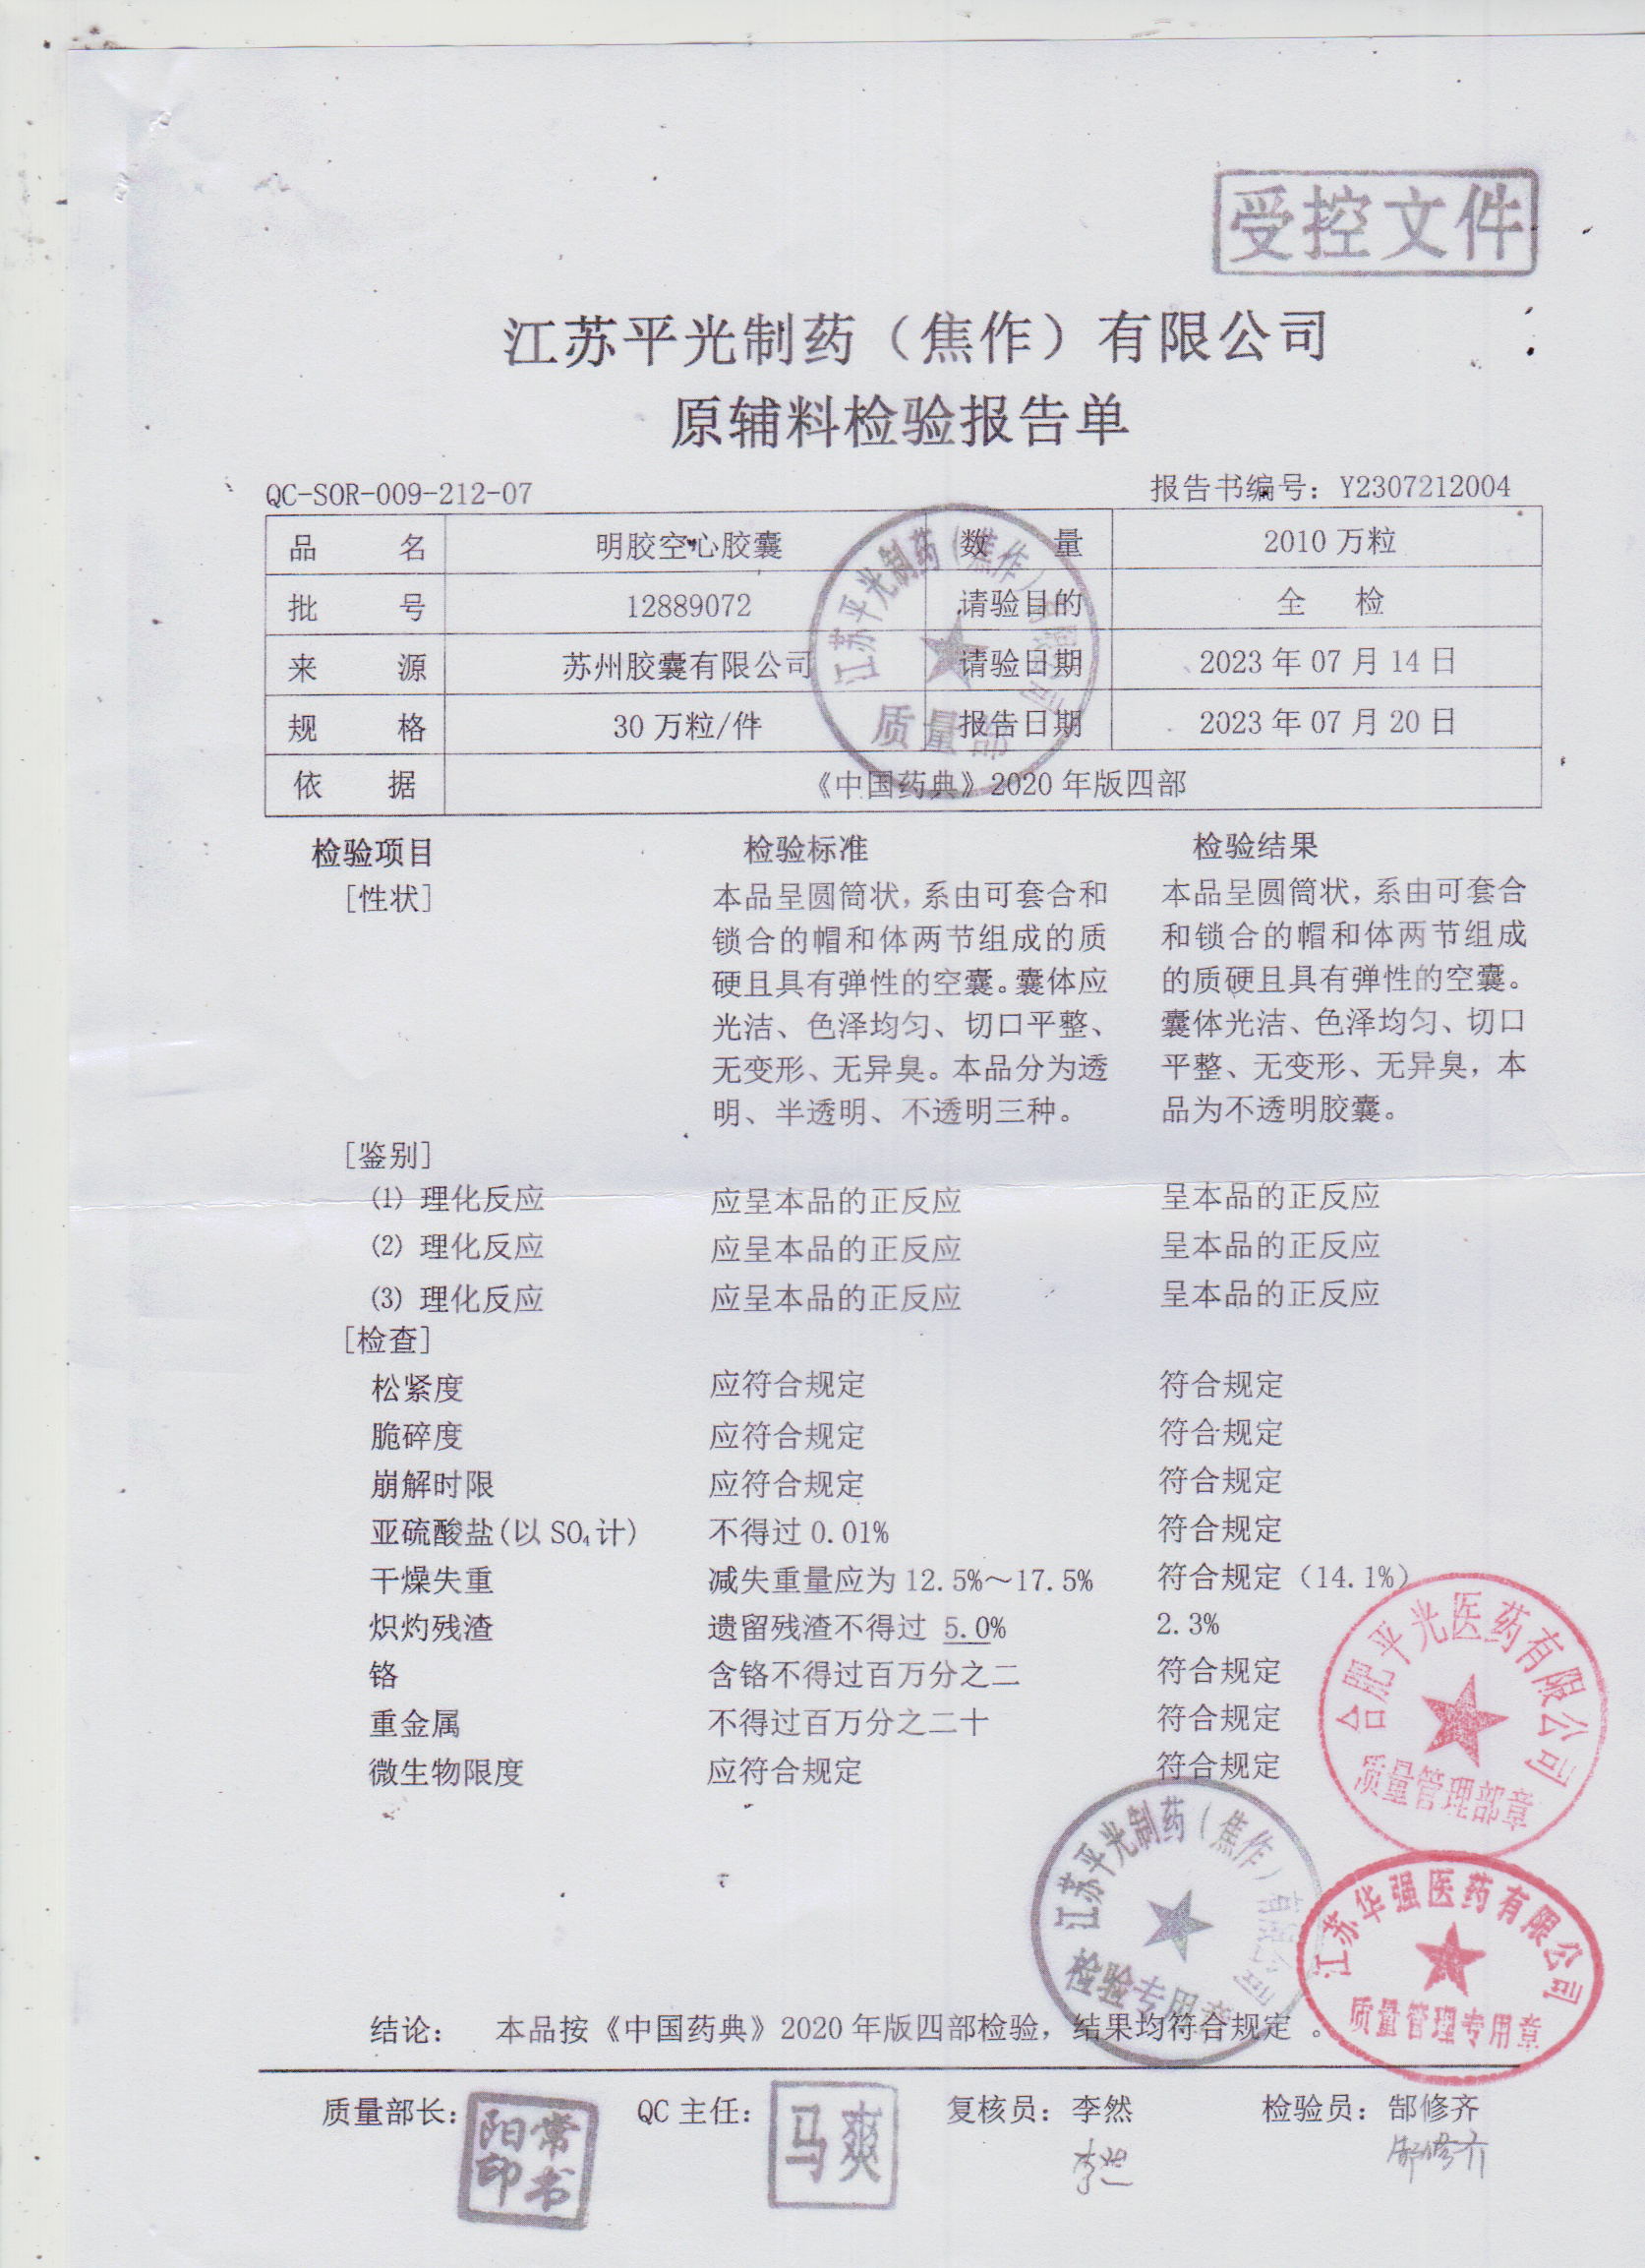 受控文件
江苏平光制药（焦作）有限公司
原辅料检验报告单
QC-SOR-009-212-07 报告书编号：Y2307212004
品名 明胶空心胶囊 数量 2010万粒
批号 12889072 请验目的 全检
来源 苏州胶囊有限公司 请验日期 2023年07月14日
规格 30万粒/件 报告日期 2023年07月20日
依据 《中国药典》2020年版四部
江苏平光制药（焦作）有限公司
质量部
检验项目 检验标准 检验结果
[性状] 本品呈圆筒状，系由可套合和 本品呈圆筒状，系由可套合
锁合的帽和体两节组成的质 和锁合的帽和体两节组成
硬且具有弹性的空囊。囊体应 的质硬且具有弹性的空囊。
光洁、色泽均匀、切口平整、 囊体光洁、色泽均匀、切口
无变形、无异臭。本品分为透 平整、无变形、无异臭，本
明、半透明、不透明三种。 品为不透明胶囊。
[鉴别]
(1) 理化反应 应呈本品的正反应 呈本品的正反应
(2) 理化反应 应呈本品的正反应 呈本品的正反应
(3) 理化反应 应呈本品的正反应 呈本品的正反应
[检查]
松紧度 应符合规定 符合规定
脆碎度 应符合规定 符合规定
崩解时限 应符合规定 符合规定
亚硫酸盐(以SO₄计) 不得过0.01% 符合规定
干燥失重 减失重量应为12.5%～17.5% 符合规定（14.1%）
炽灼残渣 遗留残渣不得过 5.0% 2.3%
铬 含铬不得过百万分之二 符合规定
重金属 不得过百万分之二十 符合规定
微生物限度 应符合规定 符合规定
合肥平光医药有限公司
质量管理部章
江苏平光制药（焦作）有限公司
检验专用章
江苏华强医药有限公司
质量管理专用章
结论： 本品按《中国药典》2020年版四部检验，结果均符合规定。
质量部长： QC主任： 复核员：李然 检验员：郜修齐
常书阳印 马爽 李然 郜修齐